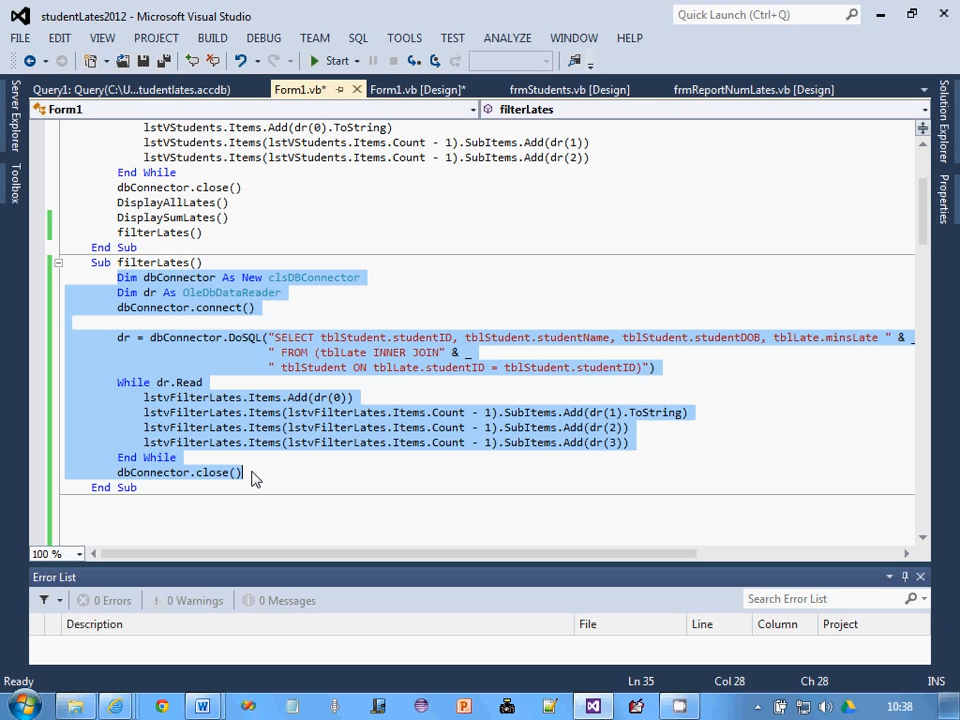 studentLates2012 - Microsoft Visual Studio
Quick Launch (Ctrl+Q)
FILE EDIT VIEW PROJECT BUILD DEBUG TEAM SQL TOOLS TEST ANALYZE WINDOW HELP
Start
Query1: Query(C:\U...tudentlates.accdb) Form1.vb* Form1.vb [Design]* frmStudents.vb [Design] frmReportNumLates.vb [Design]
Form1 filterLates
Server Explorer
Toolbox
Solution Explorer
Properties
lstVStudents.Items.Add(dr(0).ToString)
lstVStudents.Items(lstVStudents.Items.Count - 1).SubItems.Add(dr(1))
lstVStudents.Items(lstVStudents.Items.Count - 1).SubItems.Add(dr(2))
End While
dbConnector.close()
DisplayAllLates()
DisplaySumLates()
filterLates()
End Sub
Sub filterLates()
Dim dbConnector As New clsDBConnector
Dim dr As OleDbDataReader
dbConnector.connect()
dr = dbConnector.DoSQL("SELECT tblStudent.studentID, tblStudent.studentName, tblStudent.studentDOB, tblLate.minsLate " & _
" FROM (tblLate INNER JOIN" & _
" tblStudent ON tblLate.studentID = tblStudent.studentID)")
While dr.Read
lstvFilterLates.Items.Add(dr(0))
lstvFilterLates.Items(lstvFilterLates.Items.Count - 1).SubItems.Add(dr(1).ToString)
lstvFilterLates.Items(lstvFilterLates.Items.Count - 1).SubItems.Add(dr(2))
lstvFilterLates.Items(lstvFilterLates.Items.Count - 1).SubItems.Add(dr(3))
End While
dbConnector.close()
End Sub
100 %
Error List
0 Errors 0 Warnings 0 Messages Search Error List
Description File Line Column Project
Ready Ln 35 Col 28 Ch 28 INS
10:38